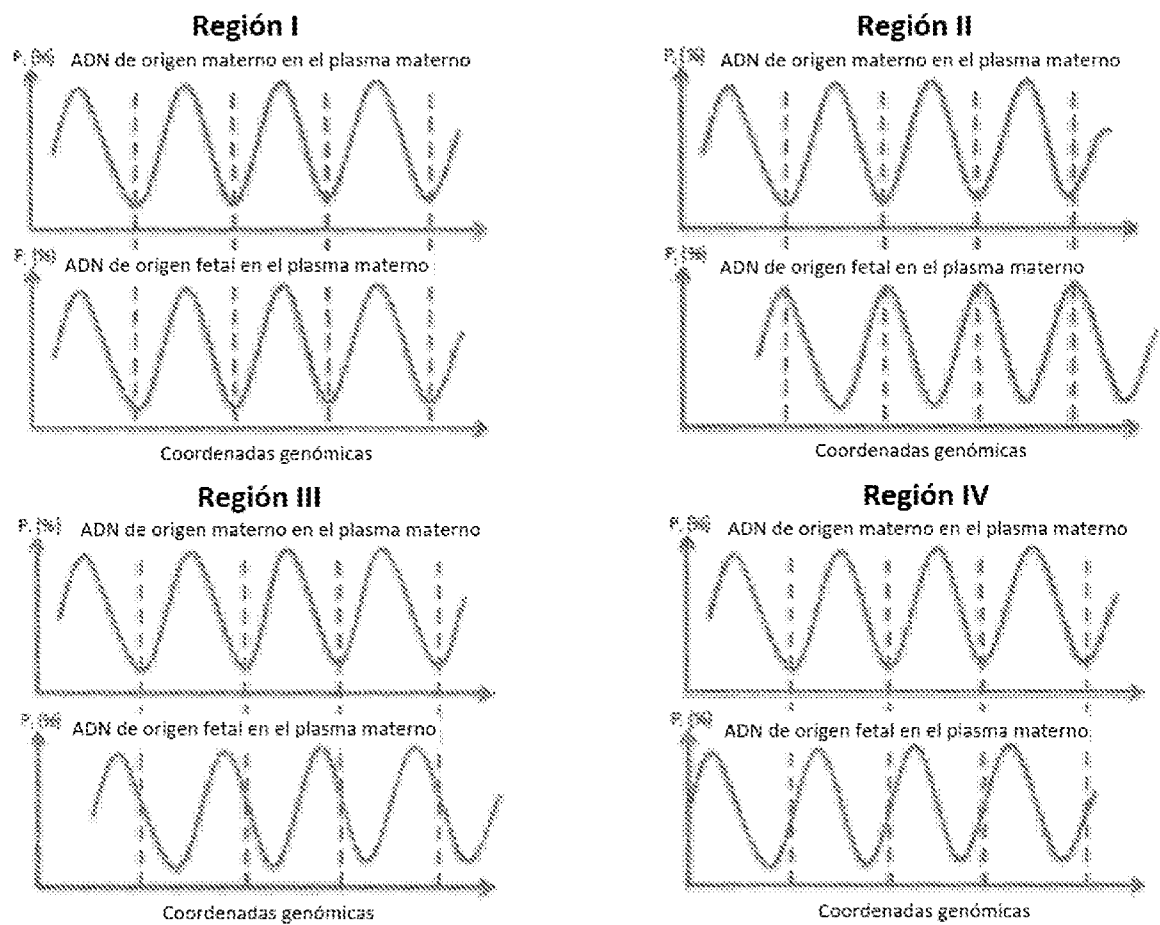 Región I
P. [%] ADN de origen materno en el plasma materno
P. [%] ADN de origen fetal en el plasma materno
Coordenadas genómicas
Región II
P. [%] ADN de origen materno en el plasma materno
P. [%] ADN de origen fetal en el plasma materno
Coordenadas genómicas
Región III
P. [%] ADN de origen materno en el plasma materno
P. [%] ADN de origen fetal en el plasma materno
Coordenadas genómicas
Región IV
P. [%] ADN de origen materno en el plasma materno
P. [%] ADN de origen fetal en el plasma materno
Coordenadas genómicas